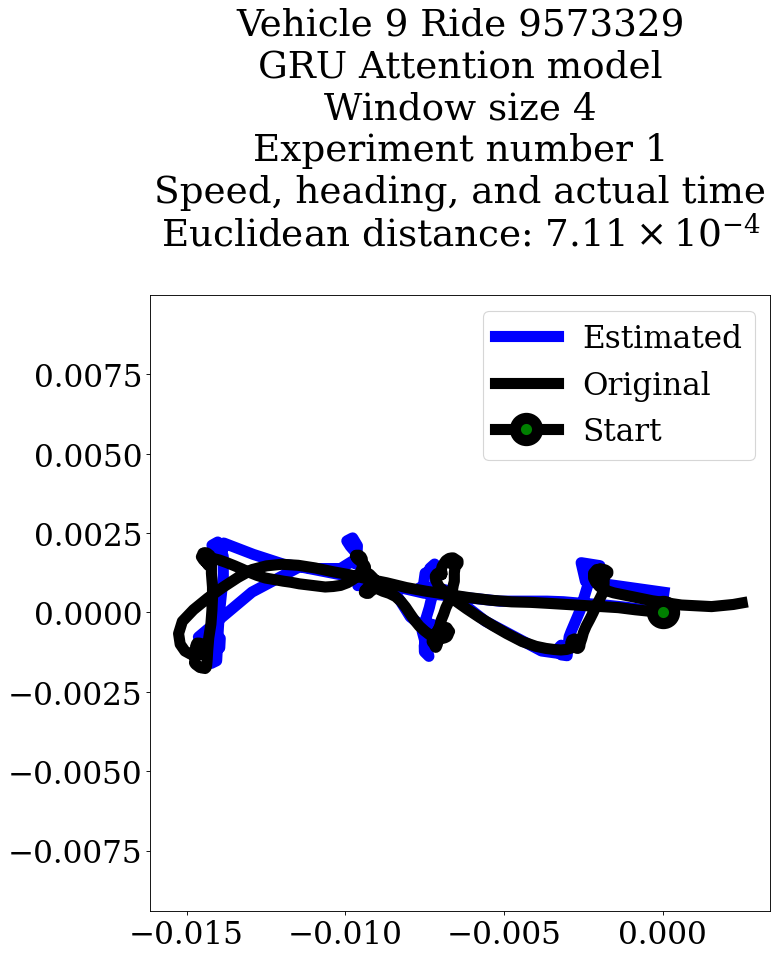 Vehicle 9 Ride 9573329
GRU Attention model
Window size 4
Experiment number 1
Speed, heading, and actual time
Euclidean distance: 7.11 × 10⁻⁴
Estimated
Original
Start
0.0075
0.0050
0.0025
0.0000
−0.0025
−0.0050
−0.0075
−0.015
−0.010
−0.005
0.000